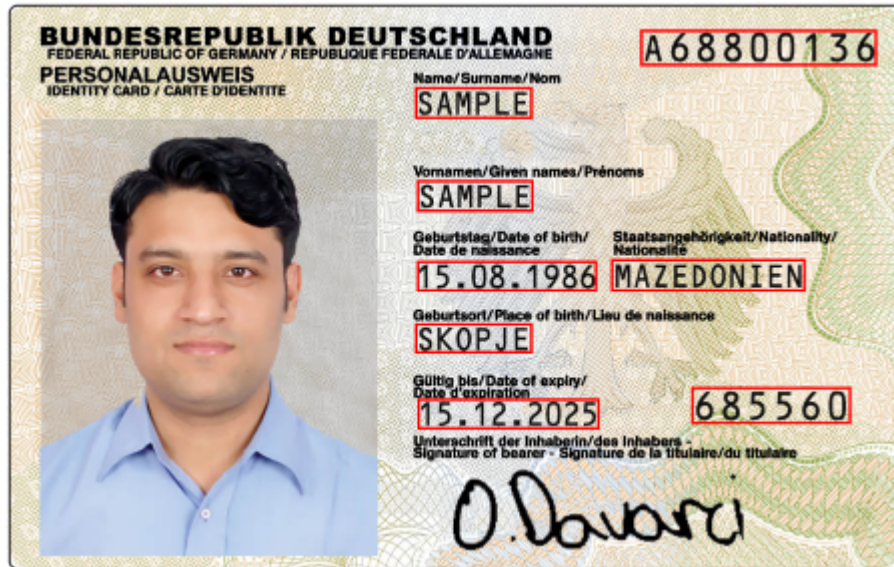 BUNDESREPUBLIK DEUTSCHLAND
FEDERAL REPUBLIC OF GERMANY / REPUBLIQUE FEDERALE D'ALLEMAGNE
A68800136
PERSONALAUSWEIS
IDENTITY CARD / CARTE D'IDENTITE
Name/Surname/Nom
SAMPLE
Vornamen/Given names/Prénoms
SAMPLE
Geburtstag/Date of birth/
Date de naissance
15.08.1986
Staatsangehörigkeit/Nationality/
Nationalité
MAZEDONIEN
Geburtsort/Place of birth/Lieu de naissance
SKOPJE
Gültig bis/Date of expiry/
Date d'expiration
15.12.2025
685560
Unterschrift der Inhaberin/des Inhabers -
Signature of bearer - Signature de la titulaire/du titulaire
O.Davarci